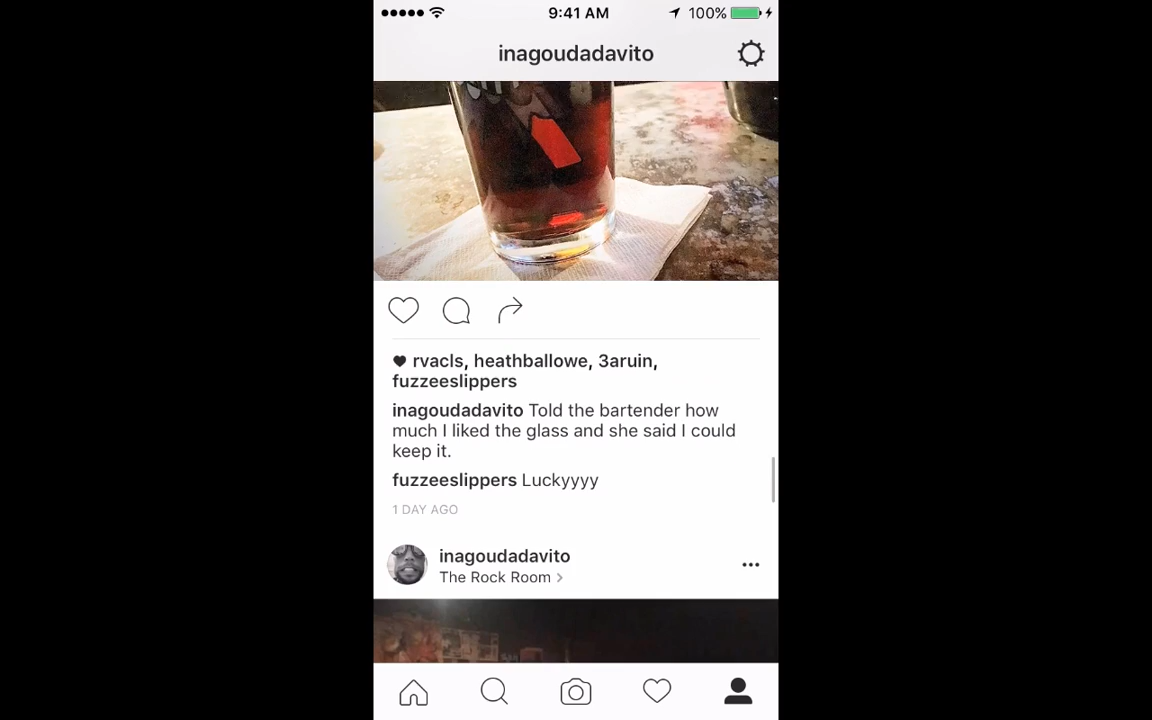 9:41 AM 100%
inagoudadavito
rvacls, heathballowe, 3aruin,
fuzzeeslippers
inagoudadavito Told the bartender how
much I liked the glass and she said I could
keep it.
fuzzeeslippers Luckyyyy
1 DAY AGO
inagoudadavito
The Rock Room >